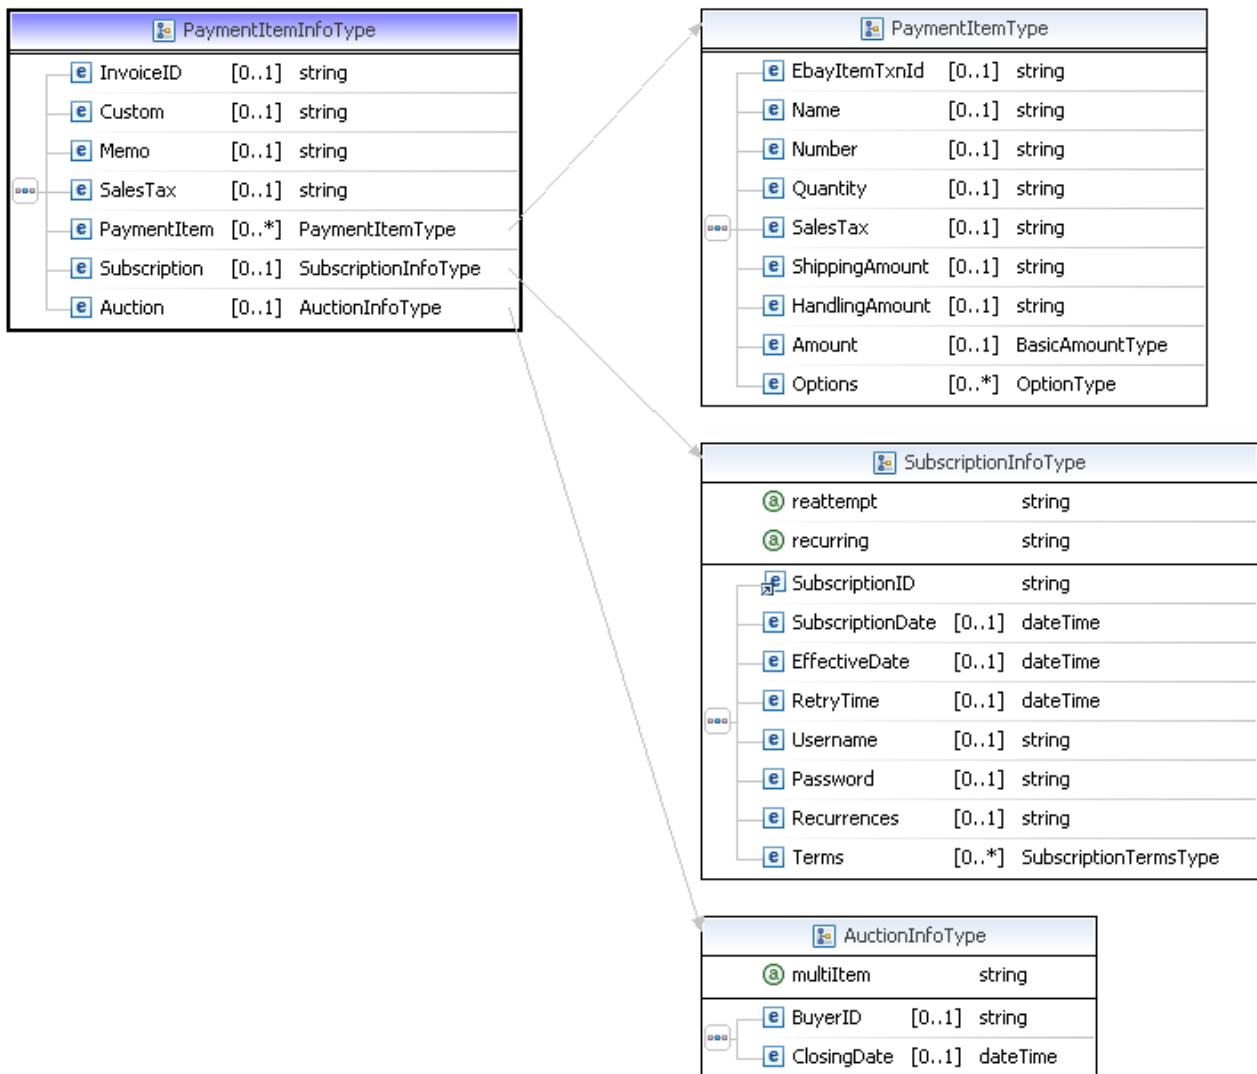 PaymentItemInfoType
e InvoiceID [0..1] string
e Custom [0..1] string
e Memo [0..1] string
e SalesTax [0..1] string
e PaymentItem [0..*] PaymentItemType
e Subscription [0..1] SubscriptionInfoType
e Auction [0..1] AuctionInfoType
PaymentItemType
e EbayItemTxnId [0..1] string
e Name [0..1] string
e Number [0..1] string
e Quantity [0..1] string
e SalesTax [0..1] string
e ShippingAmount [0..1] string
e HandlingAmount [0..1] string
e Amount [0..1] BasicAmountType
e Options [0..*] OptionType
SubscriptionInfoType
a reattempt string
a recurring string
e SubscriptionID string
e SubscriptionDate [0..1] dateTime
e EffectiveDate [0..1] dateTime
e RetryTime [0..1] dateTime
e Username [0..1] string
e Password [0..1] string
e Recurrences [0..1] string
e Terms [0..*] SubscriptionTermsType
AuctionInfoType
a multiItem string
e BuyerID [0..1] string
e ClosingDate [0..1] dateTime